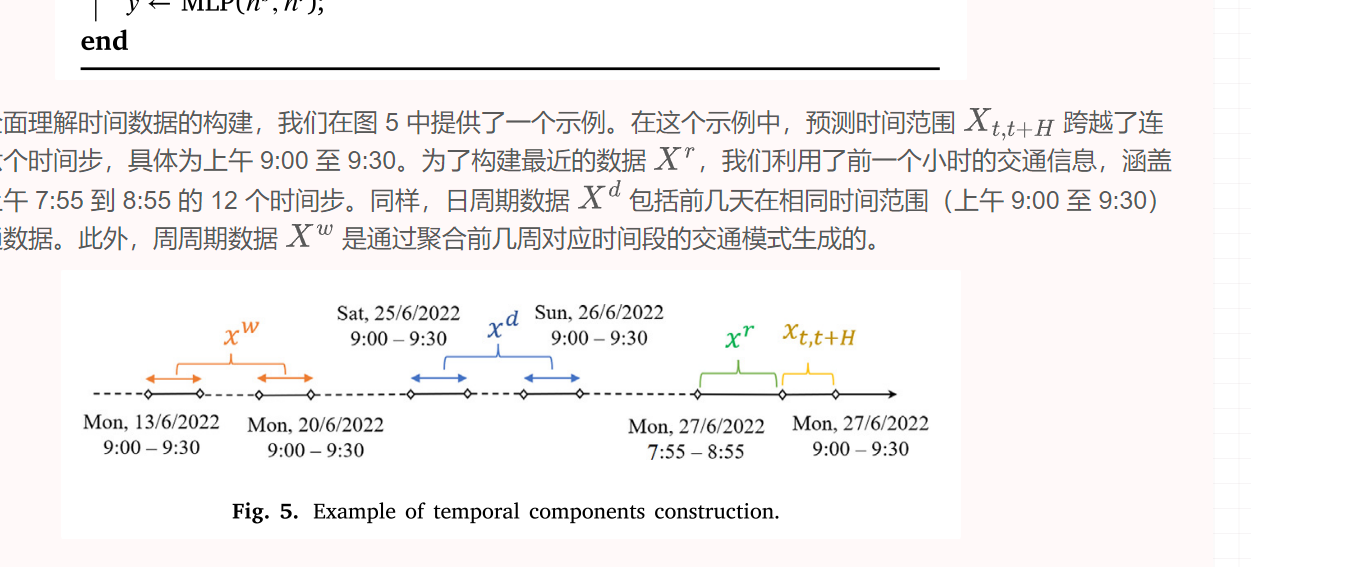 y ← MLP(h
end
面理解时间数据的构建，我们在图 5 中提供了一个示例。在这个示例中，预测时间范围 X_{t,t+H} 跨越了连
个时间步，具体为上午 9:00 至 9:30。为了构建最近的数据 X^r，我们利用了前一个小时的交通信息，涵盖
午 7:55 到 8:55 的 12 个时间步。同样，日周期数据 X^d 包括前几天在相同时间范围（上午 9:00 至 9:30）
数据。此外，周周期数据 X^w 是通过聚合前几周对应时间段的交通模式生成的。
x^w
Sat, 25/6/2022
9:00 – 9:30
x^d
Sun, 26/6/2022
9:00 – 9:30
x^r
x_{t,t+H}
Mon, 13/6/2022
9:00 – 9:30
Mon, 20/6/2022
9:00 – 9:30
Mon, 27/6/2022
7:55 – 8:55
Mon, 27/6/2022
9:00 – 9:30
Fig. 5. Example of temporal components construction.